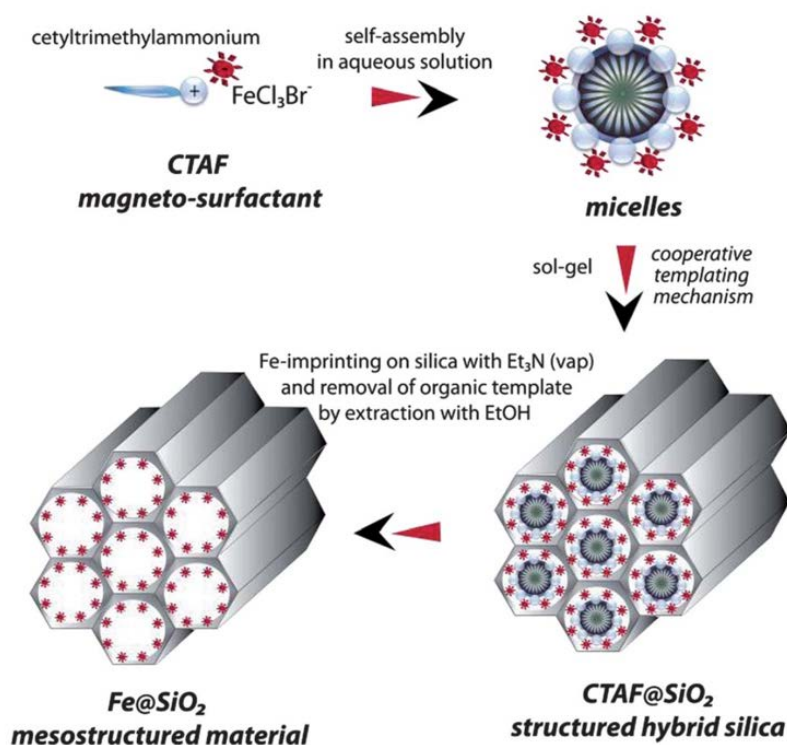 cetyltrimethylammonium
+
FeCl₃Br⁻
CTAF
magneto-surfactant
self-assembly
in aqueous solution
micelles
sol-gel
cooperative
templating
mechanism
Fe-imprinting on silica with Et₃N (vap)
and removal of organic template
by extraction with EtOH
CTAF@SiO₂
structured hybrid silica
Fe@SiO₂
mesostructured material